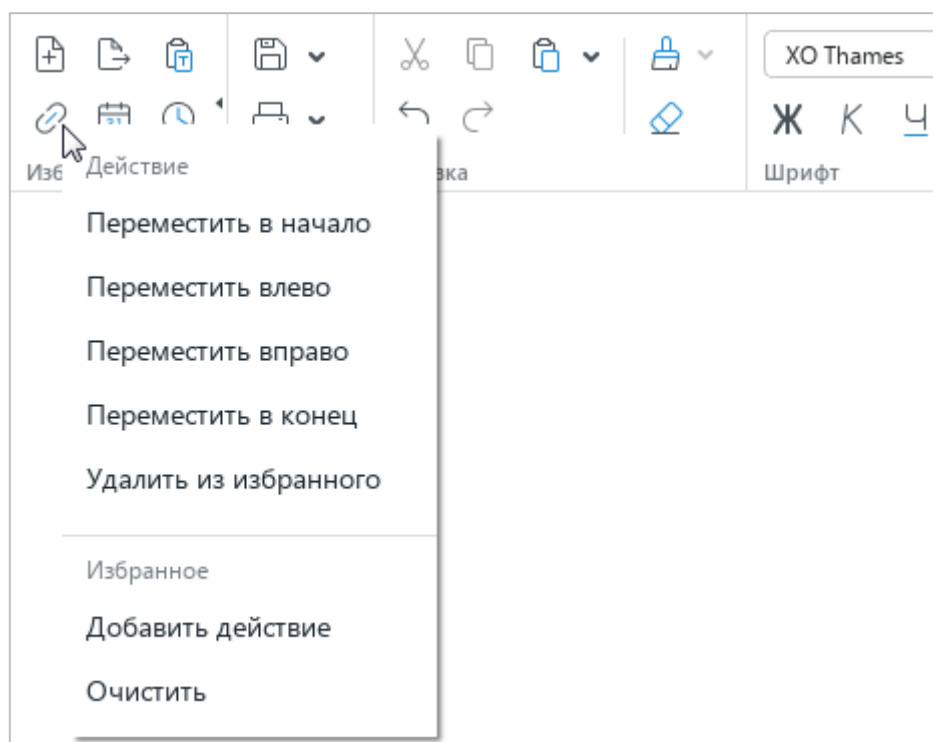 XO Thames
Ж К Ч
Изб
вка
Шрифт
Действие
Переместить в начало
Переместить влево
Переместить вправо
Переместить в конец
Удалить из избранного
Избранное
Добавить действие
Очистить